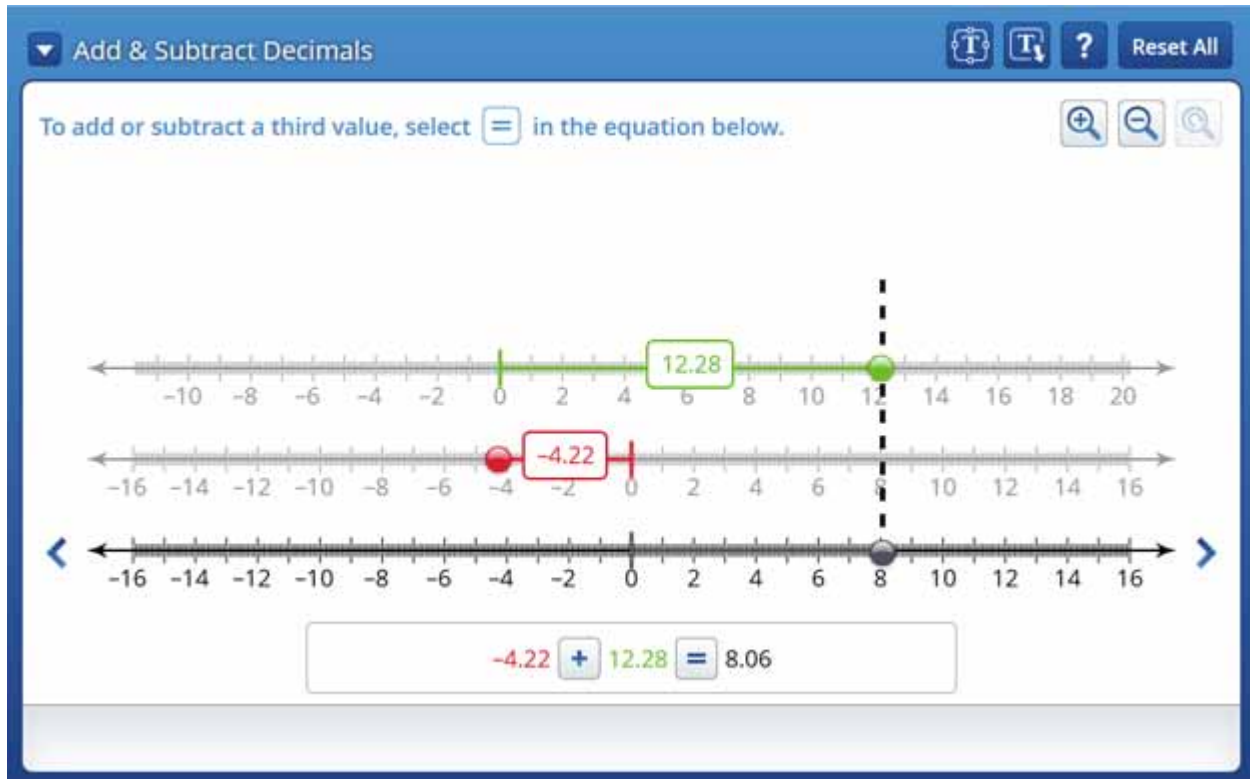 Add & Subtract Decimals T T ? Reset All
To add or subtract a third value, select = in the equation below.
12.28
−10 −8 −6 −4 −2 0 2 4 6 8 10 12 14 16 18 20
−4.22
−16 −14 −12 −10 −8 −6 −4 −2 0 2 4 6 8 10 12 14 16
−16 −14 −12 −10 −8 −6 −4 −2 0 2 4 6 8 10 12 14 16
−4.22 + 12.28 = 8.06